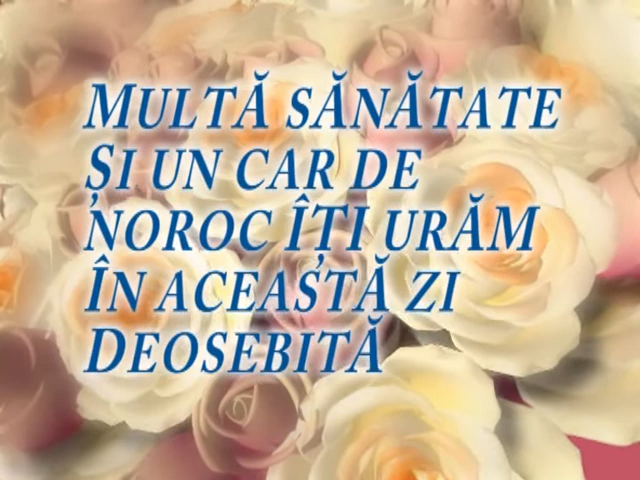 MULTĂ SĂNĂTATE
ȘI UN CAR DE
NOROC ÎȚI URĂM
ÎN ACEASTĂ ZI
DEOSEBITĂ